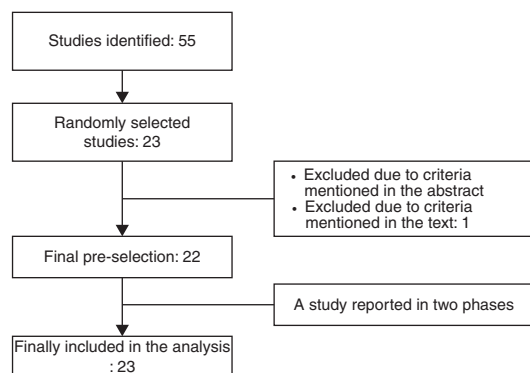 Studies identified: 55
Randomly selected
studies: 23
• Excluded due to criteria
mentioned in the abstract
• Excluded due to criteria
mentioned in the text: 1
Final pre-selection: 22
A study reported in two phases
Finally included in the analysis
: 23